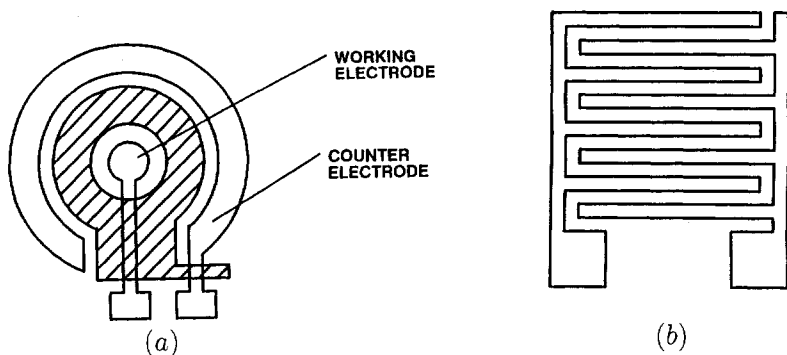 WORKING
ELECTRODE
COUNTER
ELECTRODE
(a)
(b)